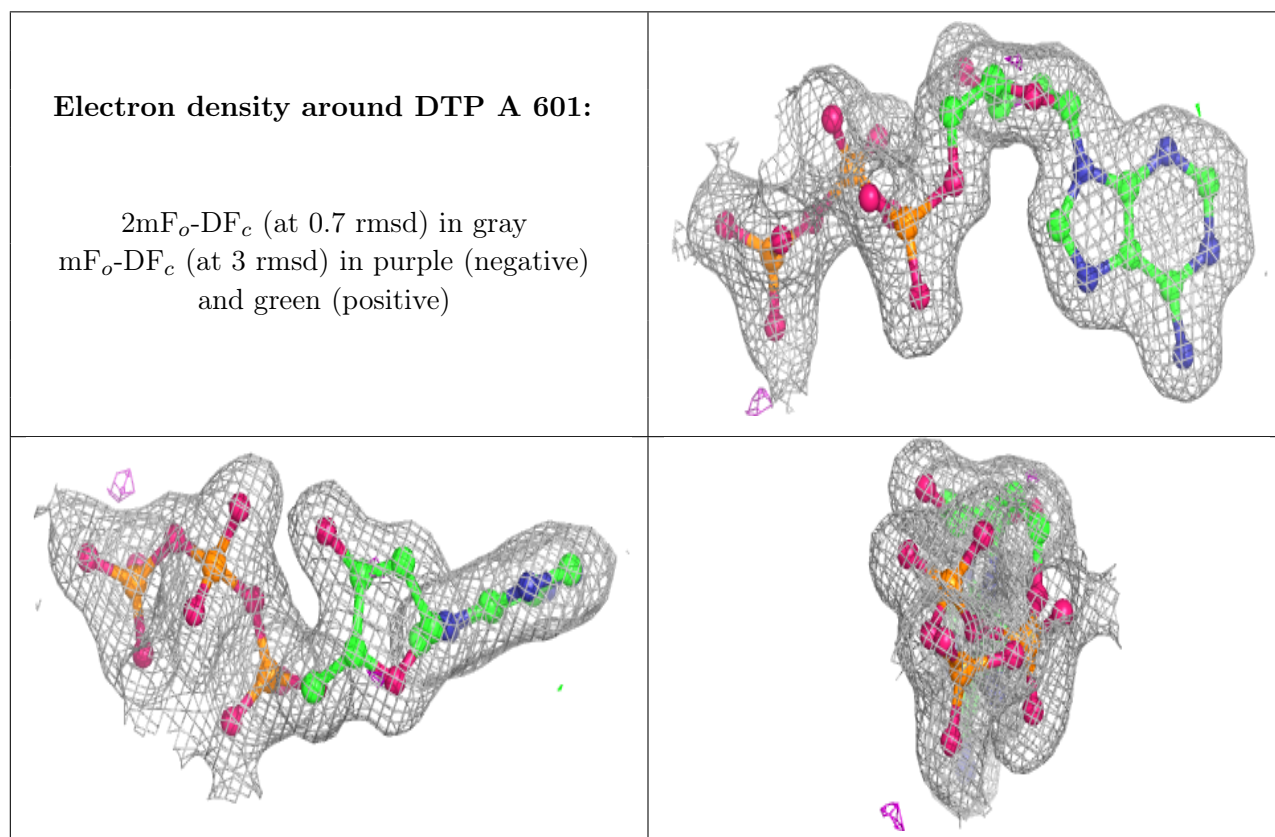 Electron density around DTP A 601:
2mFo-DFc (at 0.7 rmsd) in gray
mFo-DFc (at 3 rmsd) in purple (negative)
and green (positive)